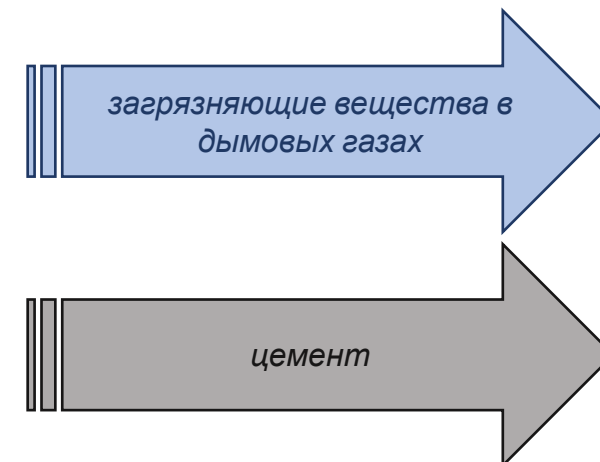 загрязняющие вещества в
дымовых газах
цемент